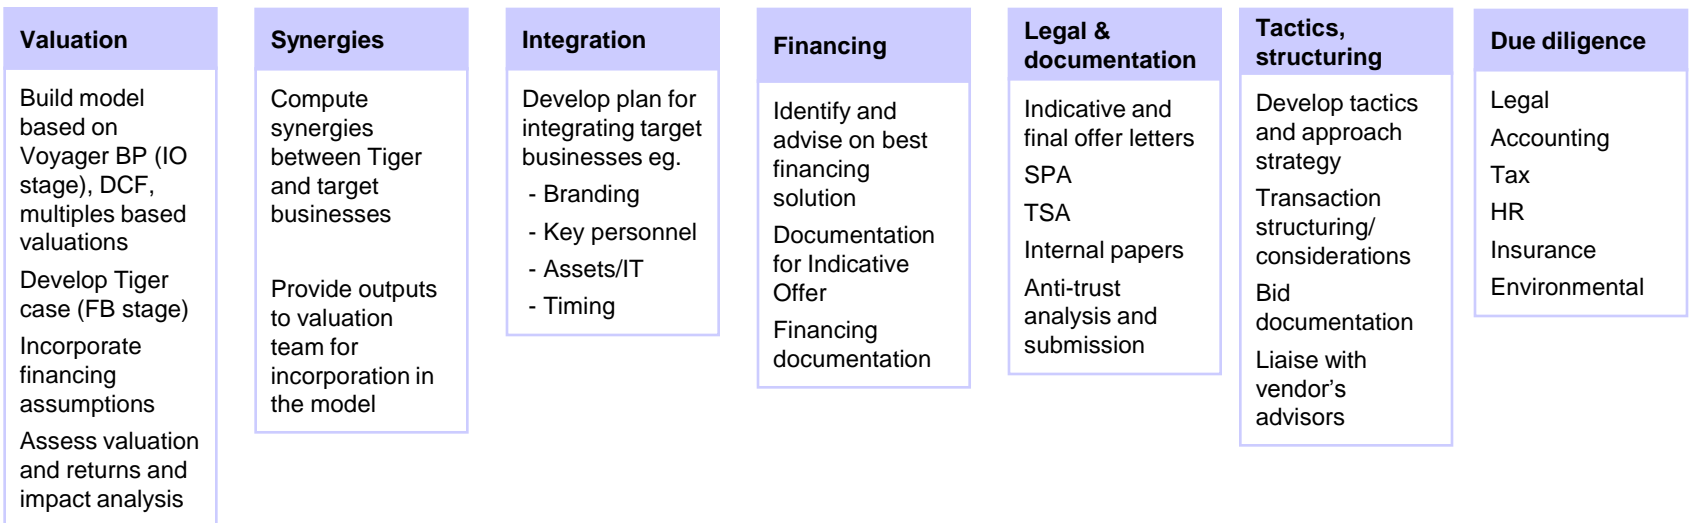 Valuation
Build model
based on
Voyager BP (IO
stage), DCF,
multiples based
valuations
Develop Tiger
case (FB stage)
Incorporate
financing
assumptions
Assess valuation
and returns and
impact analysis
Synergies
Compute
synergies
between Tiger
and target
businesses
Provide outputs
to valuation
team for
incorporation in
the model
Integration
Develop plan for
integrating target
businesses eg.
- Branding
- Key personnel
- Assets/IT
- Timing
Financing
Identify and
advise on best
financing
solution
Documentation
for Indicative
Offer
Financing
documentation
Legal &
documentation
Indicative and
final offer letters
SPA
TSA
Internal papers
Anti-trust
analysis and
submission
Tactics,
structuring
Develop tactics
and approach
strategy
Transaction
structuring/
considerations
Bid
documentation
Liaise with
vendor’s
advisors
Due diligence
Legal
Accounting
Tax
HR
Insurance
Environmental